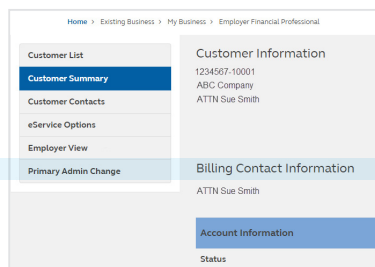 Home > Existing Business > My Business > Employer Financial Professional
Customer List
Customer Summary
Customer Contacts
eService Options
Employer View
Primary Admin Change
Customer Information
1234567-10001
ABC Company
ATTN Sue Smith
Billing Contact Information
ATTN Sue Smith
Account Information
Status